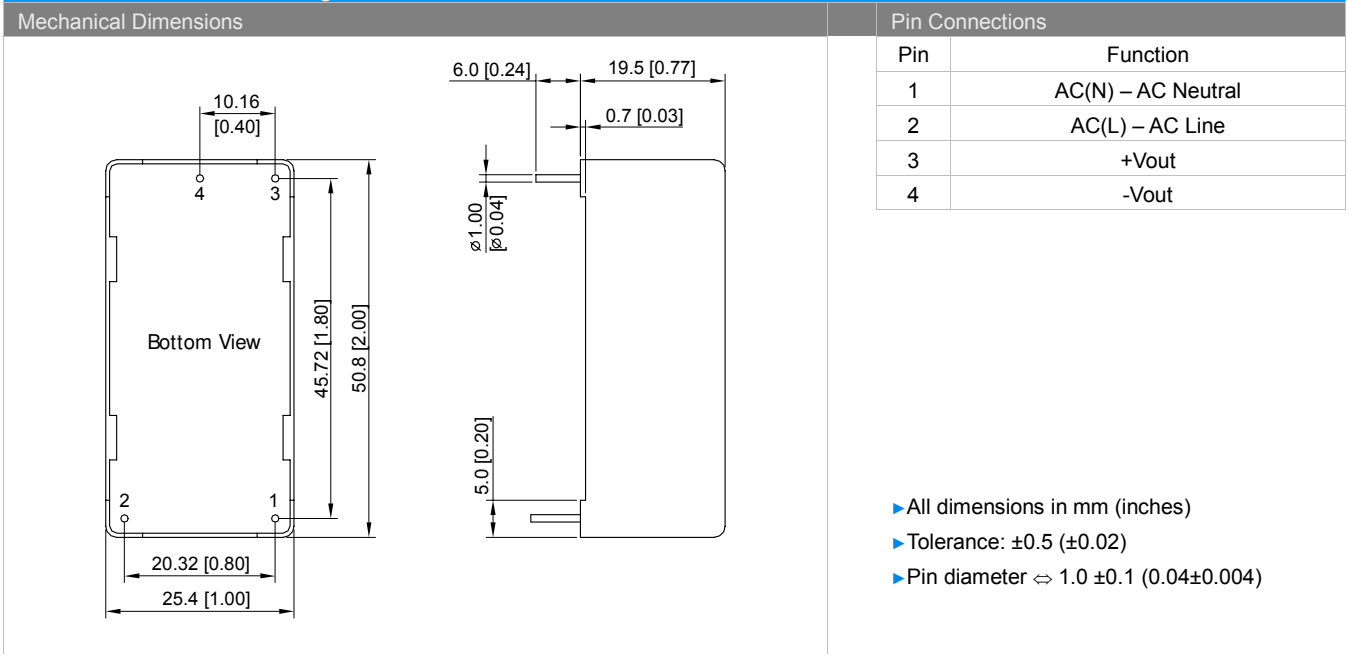 Mechanical Dimensions
Pin Connections
Pin Function
1 AC(N) – AC Neutral
2 AC(L) – AC Line
3 +Vout
4 -Vout
6.0 [0.24]
19.5 [0.77]
0.7 [0.03]
10.16
[0.40]
4
3
⌀1.00
[⌀0.04]
Bottom View
45.72 [1.80]
50.8 [2.00]
5.0 [0.20]
2
1
20.32 [0.80]
25.4 [1.00]
►All dimensions in mm (inches)
►Tolerance: ±0.5 (±0.02)
►Pin diameter ⇔ 1.0 ±0.1 (0.04±0.004)